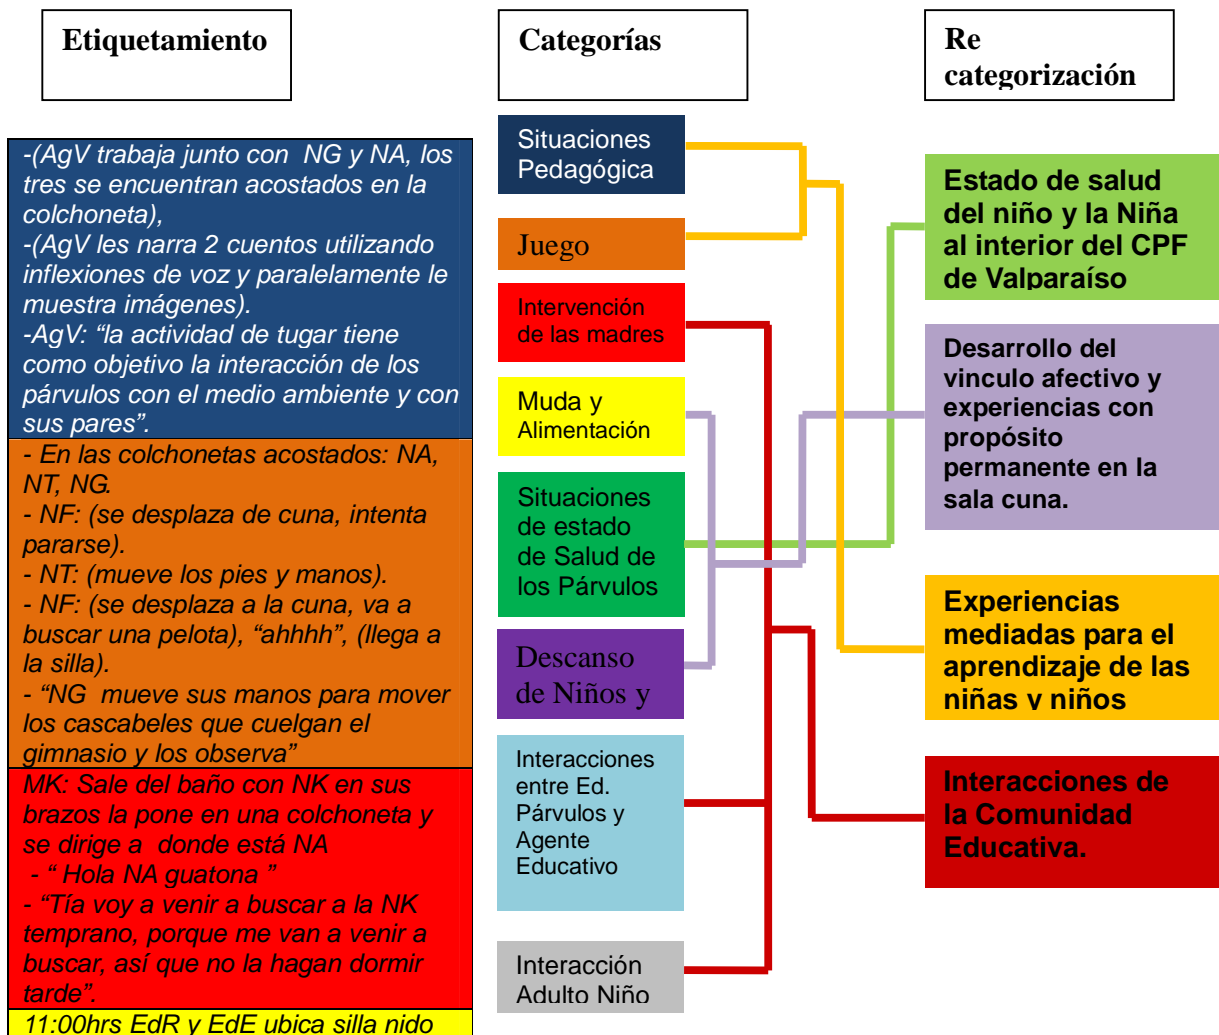 Etiquetamiento
Categorías
Re
categorización
-(AgV trabaja junto con NG y NA, los
tres se encuentran acostados en la
colchoneta),
-(AgV les narra 2 cuentos utilizando
inflexiones de voz y paralelamente le
muestra imágenes).
-AgV: “la actividad de tugar tiene
como objetivo la interacción de los
párvulos con el medio ambiente y con
sus pares”.
- En las colchonetas acostados: NA,
NT, NG.
- NF: (se desplaza de cuna, intenta
pararse).
- NT: (mueve los pies y manos).
- NF: (se desplaza a la cuna, va a
buscar una pelota), “ahhhh”, (llega a
la silla).
- “NG mueve sus manos para mover
los cascabeles que cuelgan el
gimnasio y los observa”
MK: Sale del baño con NK en sus
brazos la pone en una colchoneta y
se dirige a donde está NA
- “ Hola NA guatona ”
- “Tía voy a venir a buscar a la NK
temprano, porque me van a venir a
buscar, así que no la hagan dormir
tarde”.
11:00hrs EdR y EdE ubica silla nido
Situaciones
Pedagógica
Juego
Intervención
de las madres
Muda y
Alimentación
Situaciones
de estado
de Salud de
los Párvulos
Descanso
de Niños y
Interacciones
entre Ed.
Párvulos y
Agente
Educativo
Interacción
Adulto Niño
Estado de salud
del niño y la Niña
al interior del CPF
de Valparaíso
Desarrollo del
vinculo afectivo y
experiencias con
propósito
permanente en la
sala cuna.
Experiencias
mediadas para el
aprendizaje de las
niñas y niños
Interacciones de
la Comunidad
Educativa.